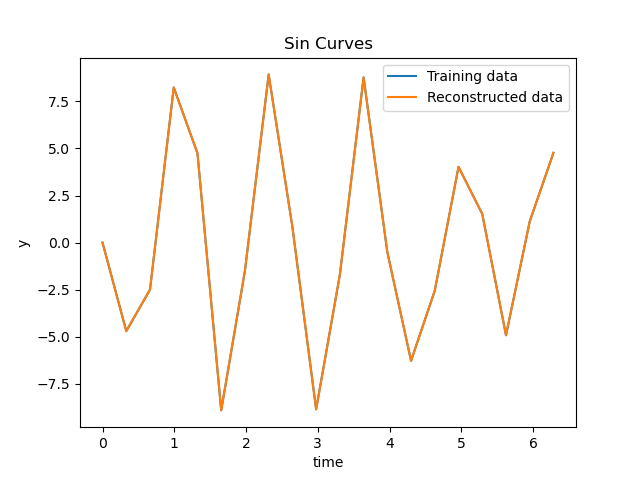 Sin Curves
Training data
Reconstructed data
7.5
5.0
2.5
0.0
−2.5
−5.0
−7.5
y
0 1 2 3 4 5 6
time